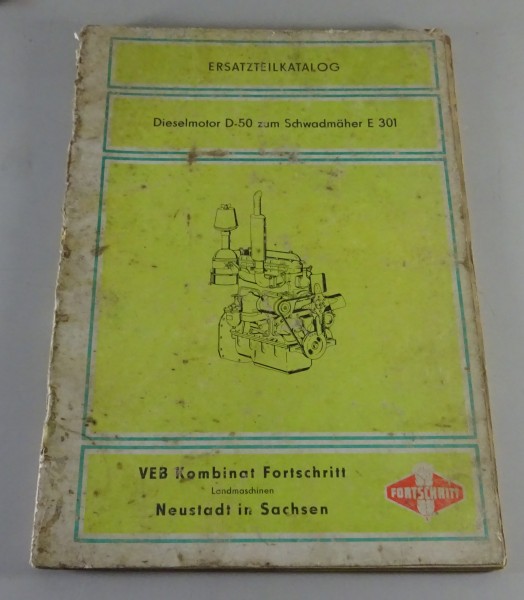 ERSATZTEILKATALOG
Dieselmotor D-50 zum Schwadmäher E 301
VEB Kombinat Fortschritt
Landmaschinen
Neustadt in Sachsen
FORTSCHRITT